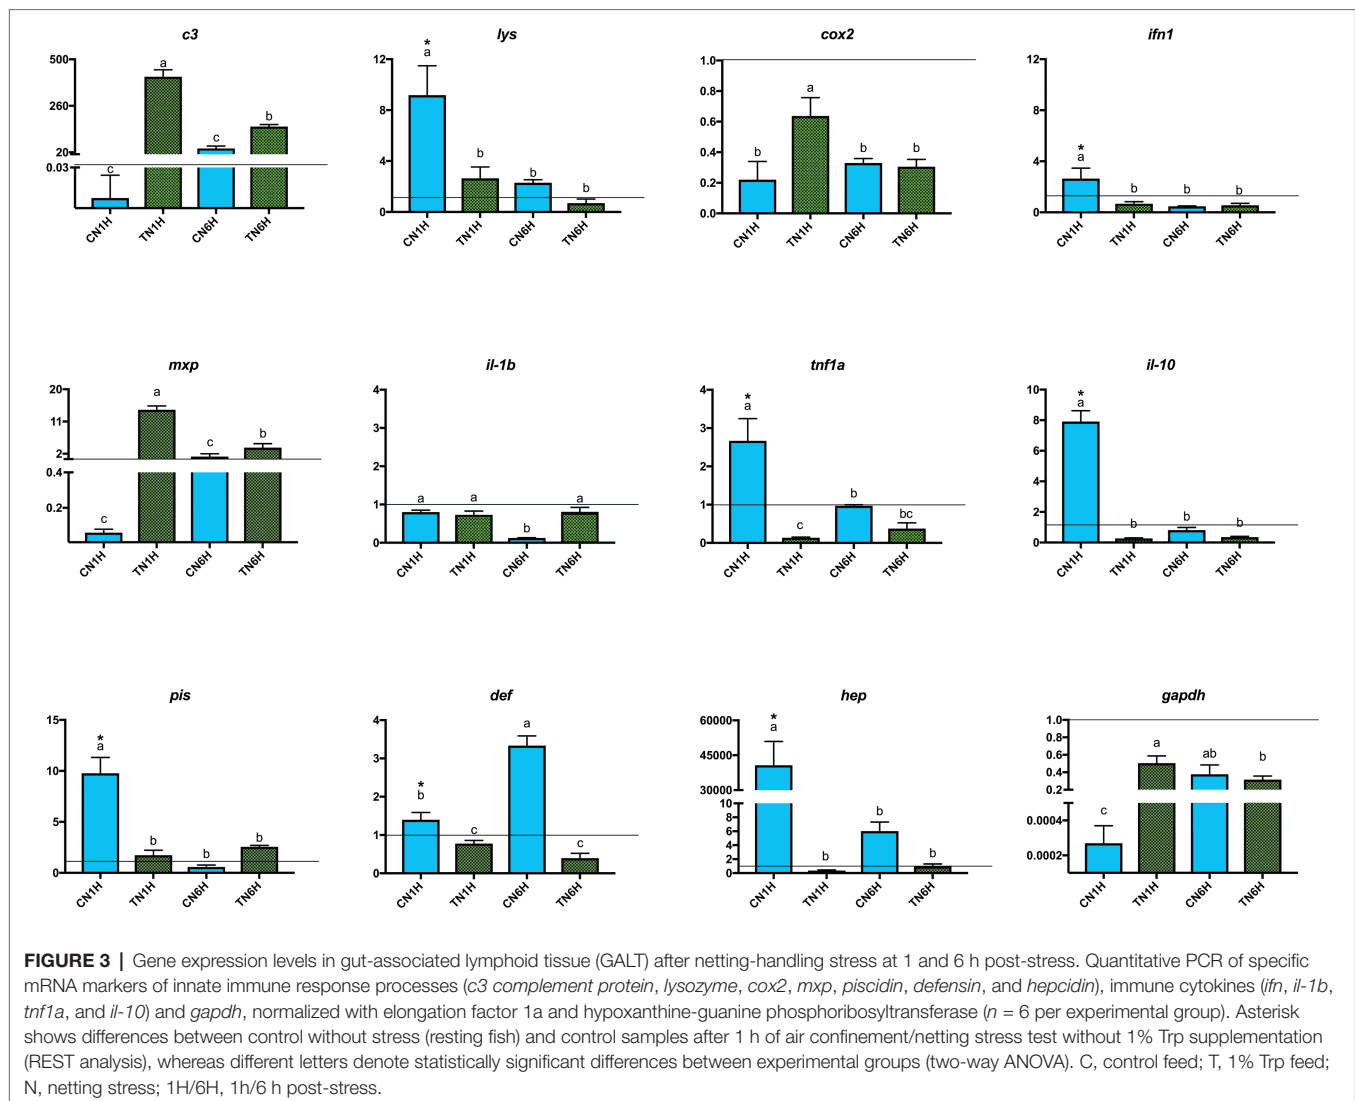 c3
500
260
20
0.03
a
b
c
c
CN1H
TN1H
CN6H
TN6H
lys
12
8
4
0
*
a
b
b
b
CN1H
TN1H
CN6H
TN6H
cox2
1.0
0.8
0.6
0.4
0.2
0.0
b
a
b
b
CN1H
TN1H
CN6H
TN6H
ifn1
12
8
4
0
*
a
b
b
b
CN1H
TN1H
CN6H
TN6H
mxp
20
11
2
0.4
0.2
c
a
c
b
CN1H
TN1H
CN6H
TN6H
il-1b
4
3
2
1
0
a
a
b
a
CN1H
TN1H
CN6H
TN6H
tnf1a
4
3
2
1
0
*
a
c
b
bc
CN1H
TN1H
CN6H
TN6H
il-10
10
8
6
4
2
0
*
a
b
b
b
CN1H
TN1H
CN6H
TN6H
pis
15
10
5
0
*
a
b
b
b
CN1H
TN1H
CN6H
TN6H
def
4
3
2
1
0
*
b
c
a
c
CN1H
TN1H
CN6H
TN6H
hep
60000
45000
30000
10
8
6
4
2
0
*
a
b
b
b
CN1H
TN1H
CN6H
TN6H
gapdh
1.0
0.8
0.6
0.4
0.2
0.0004
0.0002
c
a
ab
b
CN1H
TN1H
CN6H
TN6H
FIGURE 3 | Gene expression levels in gut-associated lymphoid tissue (GALT) after netting-handling stress at 1 and 6 h post-stress. Quantitative PCR of specific
mRNA markers of innate immune response processes (c3 complement protein, lysozyme, cox2, mxp, piscidin, defensin, and hepcidin), immune cytokines (ifn, il-1b,
tnf1a, and il-10) and gapdh, normalized with elongation factor 1a and hypoxanthine-guanine phosphoribosyltransferase (n = 6 per experimental group). Asterisk
shows differences between control without stress (resting fish) and control samples after 1 h of air confinement/netting stress test without 1% Trp supplementation
(REST analysis), whereas different letters denote statistically significant differences between experimental groups (two-way ANOVA). C, control feed; T, 1% Trp feed;
N, netting stress; 1H/6H, 1h/6 h post-stress.